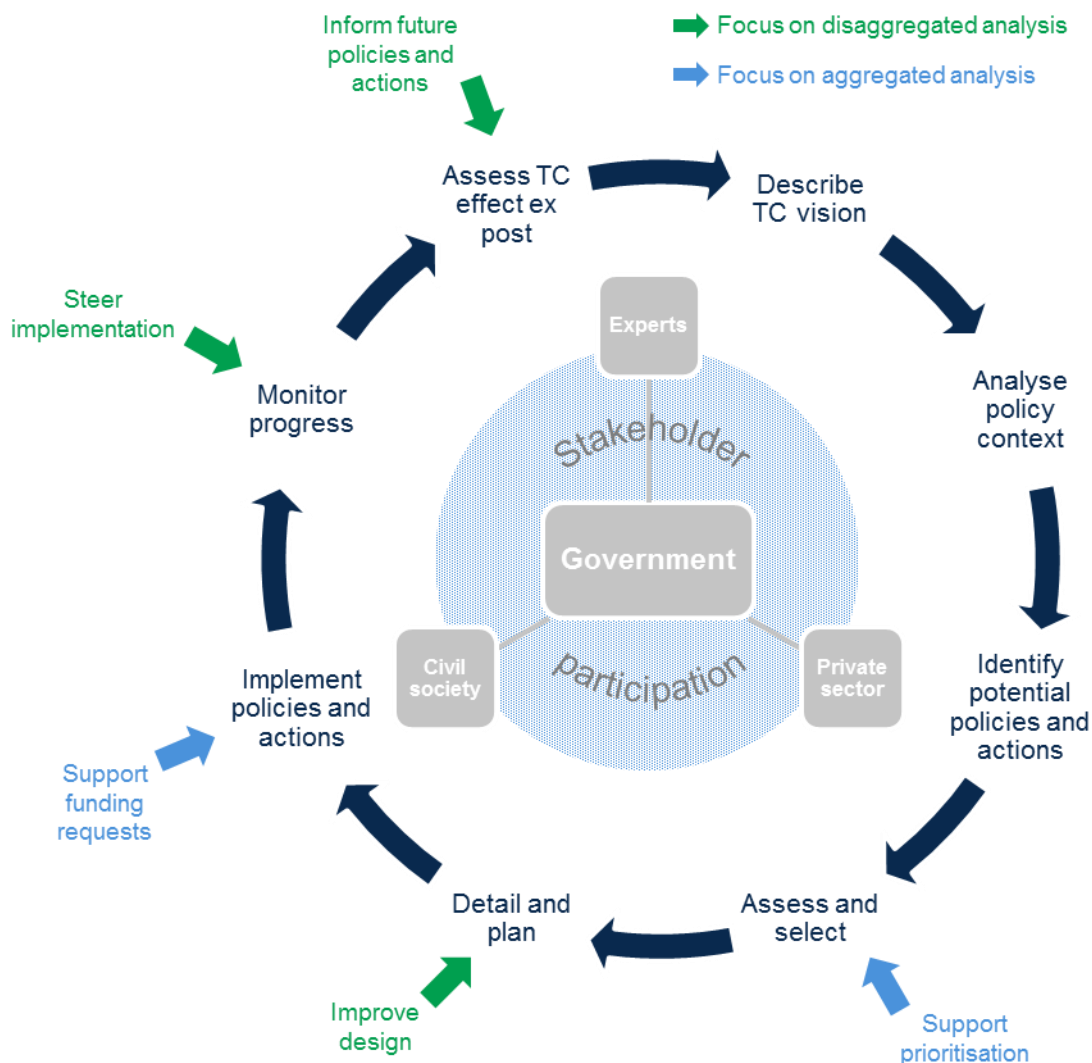 Inform future
policies and
actions
Focus on disaggregated analysis
Focus on aggregated analysis
Assess TC
effect ex
post
Describe
TC vision
Steer
implementation
Experts
Monitor
progress
Analyse
policy
context
Stakeholder
Government
participation
Civil
society
Private
sector
Implement
policies and
actions
Identify
potential
policies and
actions
Support
funding
requests
Detail and
plan
Assess and
select
Improve
design
Support
prioritisation